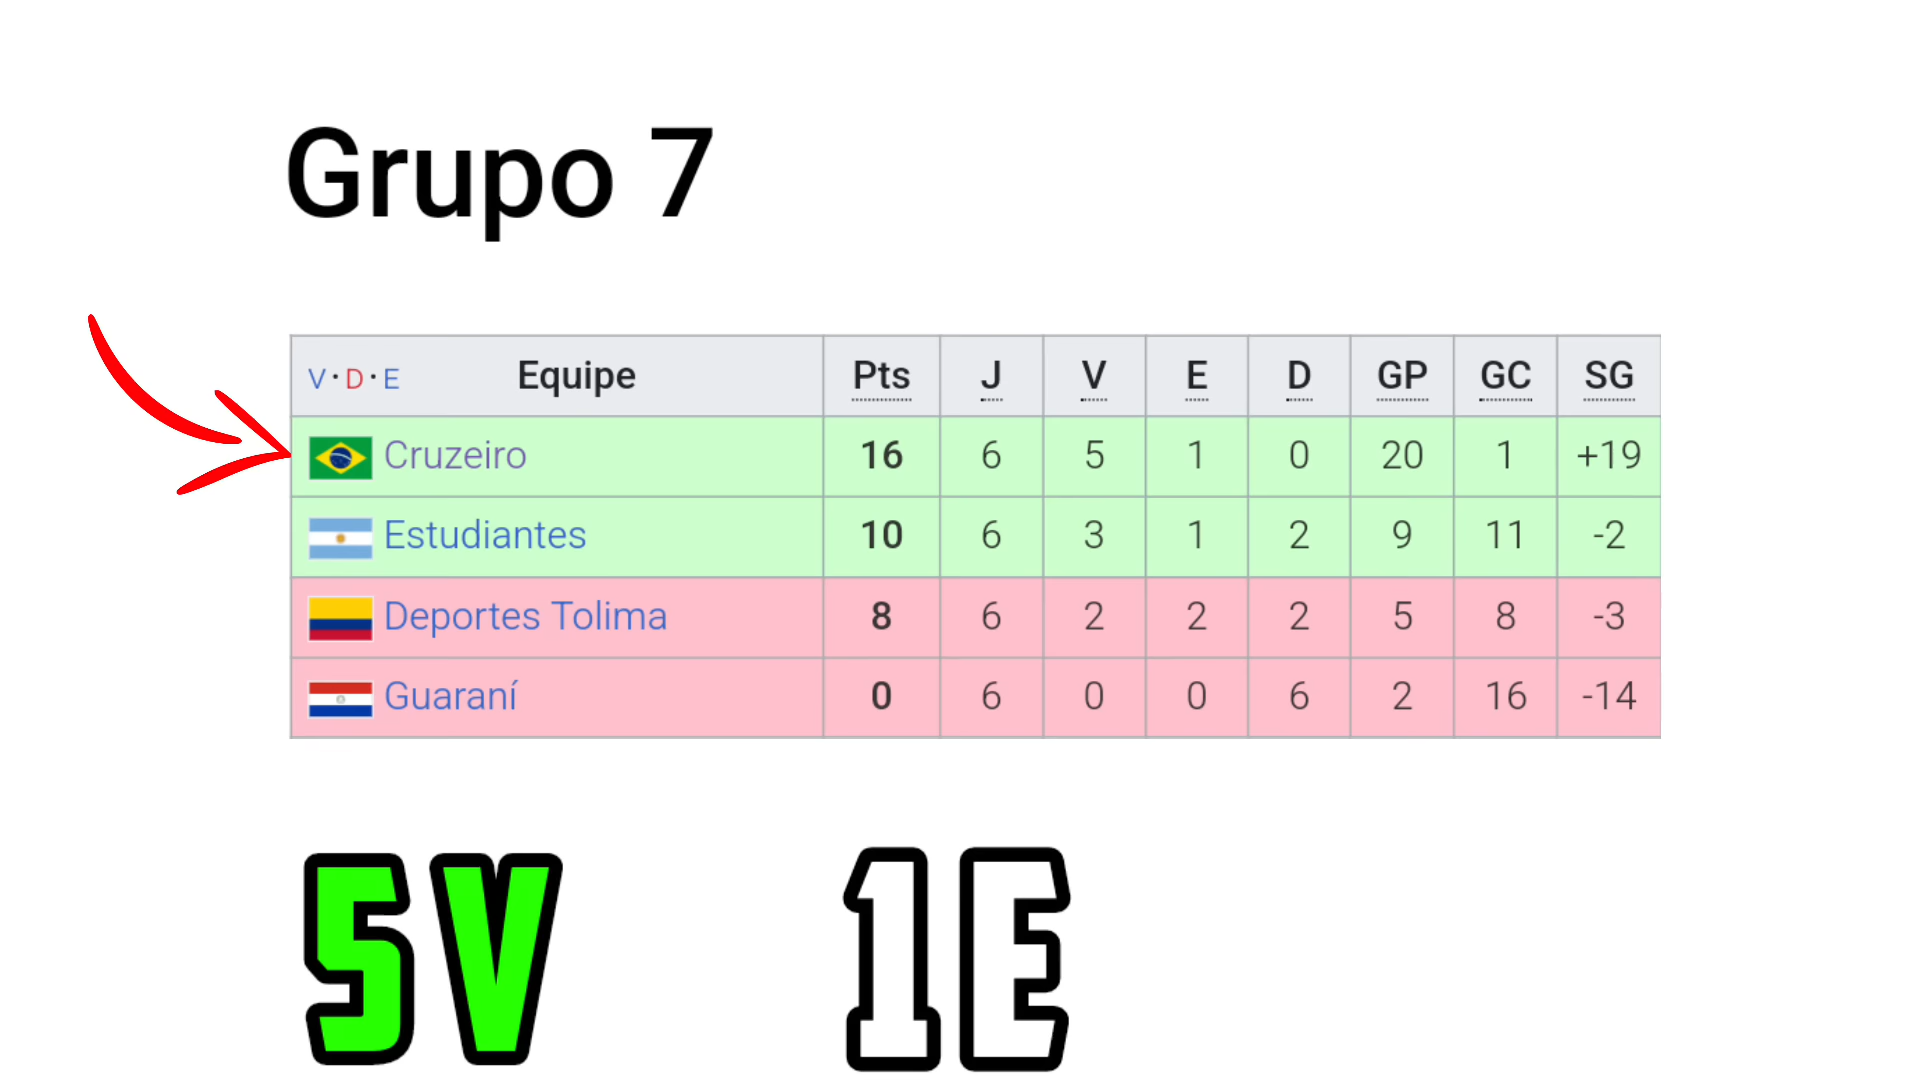 Grupo 7
V · D · E Equipe Pts J V E D GP GC SG
Cruzeiro 16 6 5 1 0 20 1 +19
Estudiantes 10 6 3 1 2 9 11 -2
Deportes Tolima 8 6 2 2 2 5 8 -3
Guaraní 0 6 0 0 6 2 16 -14
5V 1E